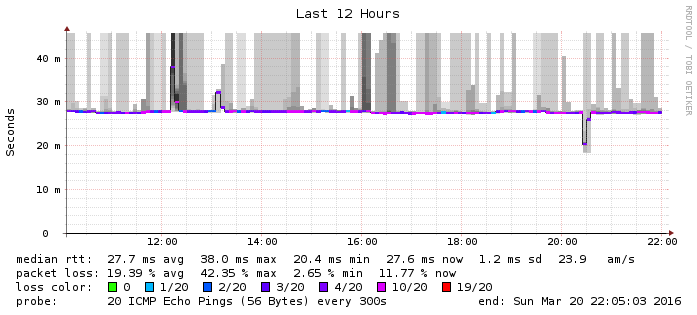 Last 12 Hours
RRDTOOL / TOBI OETIKER
Seconds
40 m
30 m
20 m
10 m
0
12:00 14:00 16:00 18:00 20:00 22:00
median rtt: 27.7 ms avg 38.0 ms max 20.4 ms min 27.6 ms now 1.2 ms sd 23.9 am/s
packet loss: 19.39 % avg 42.35 % max 2.65 % min 11.77 % now
loss color: 0 1/20 2/20 3/20 4/20 10/20 19/20
probe: 20 ICMP Echo Pings (56 Bytes) every 300s end: Sun Mar 20 22:05:03 2016